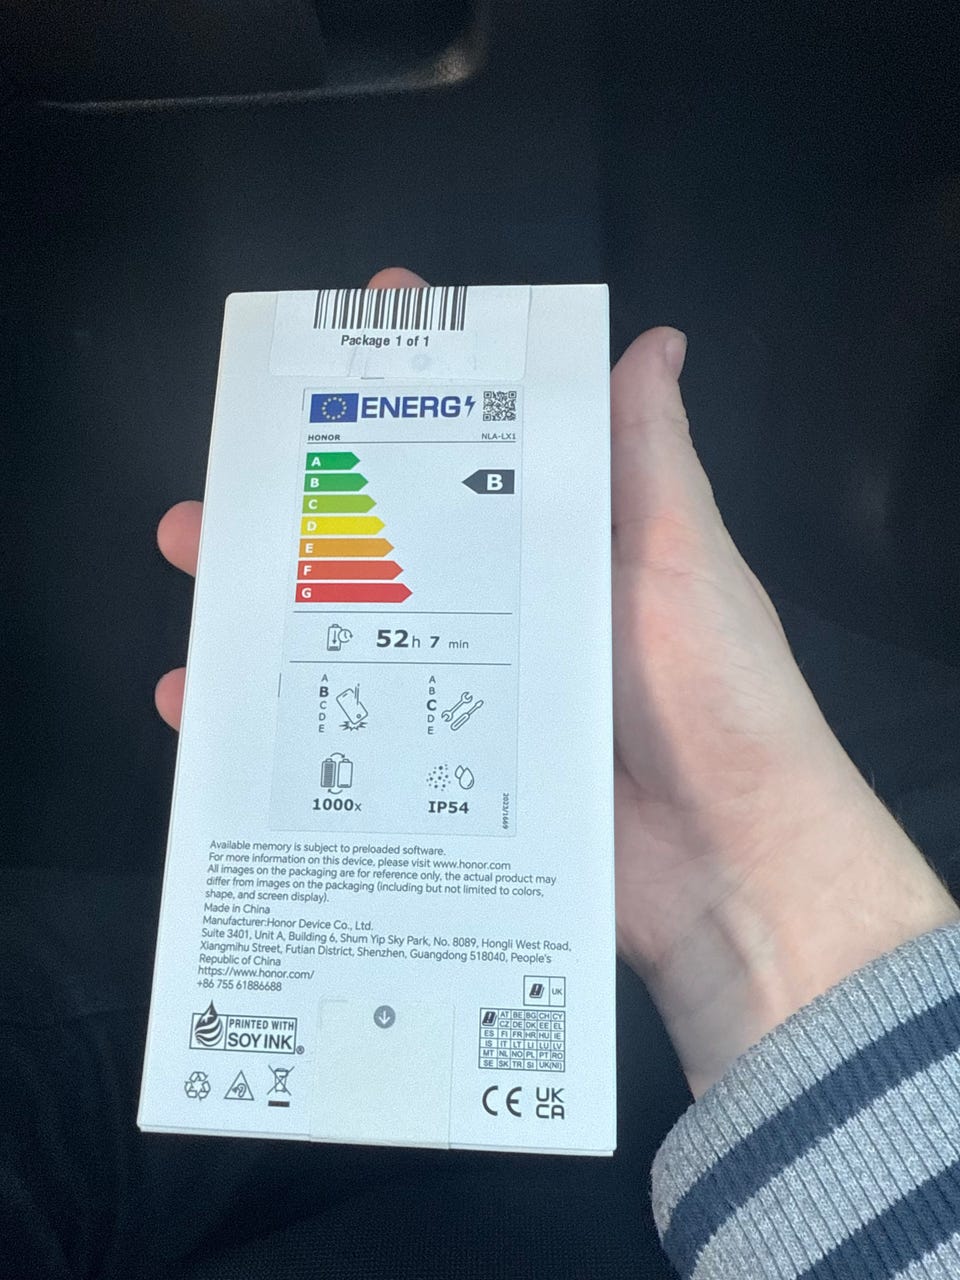 Package 1 of 1
ENERG
HONOR NLA-LX1
A
B B
C
D
E
F
G
52h 7 min
A
B
C
D
E
A
B
C
D
E
1000x
IP54
2023/1669
Available memory is subject to preloaded software.
For more information on this device, please visit www.honor.com
All images on the packaging are for reference only, the actual product may
differ from images on the packaging (including but not limited to colors,
shape, and screen display).
Made in China
Manufacturer:Honor Device Co., Ltd.
Suite 3401, Unit A, Building 6, Shum Yip Sky Park, No. 8089, Hongli West Road,
Xiangmihu Street, Futian District, Shenzhen, Guangdong 518040, People's
Republic of China
https://www.honor.com/
+86 755 61886688
UK
PRINTED WITH
SOY INK®
AT BE BG CH CY
CZ DE DK EE EL
ES FI FR HR HU IE
IS IT LT LI LU LV
MT NL NO PL PT RO
SE SK TR SI UK(NI)
CE UK
CA